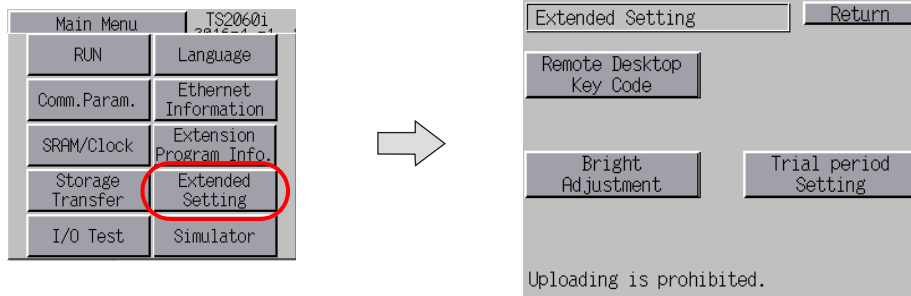 Main Menu
TS2060i
RUN
Language
Comm.Param.
Ethernet
Information
SRAM/Clock
Extension
Program Info.
Storage
Transfer
Extended
Setting
I/O Test
Simulator
Extended Setting
Return
Remote Desktop
Key Code
Bright
Adjustment
Trial period
Setting
Uploading is prohibited.